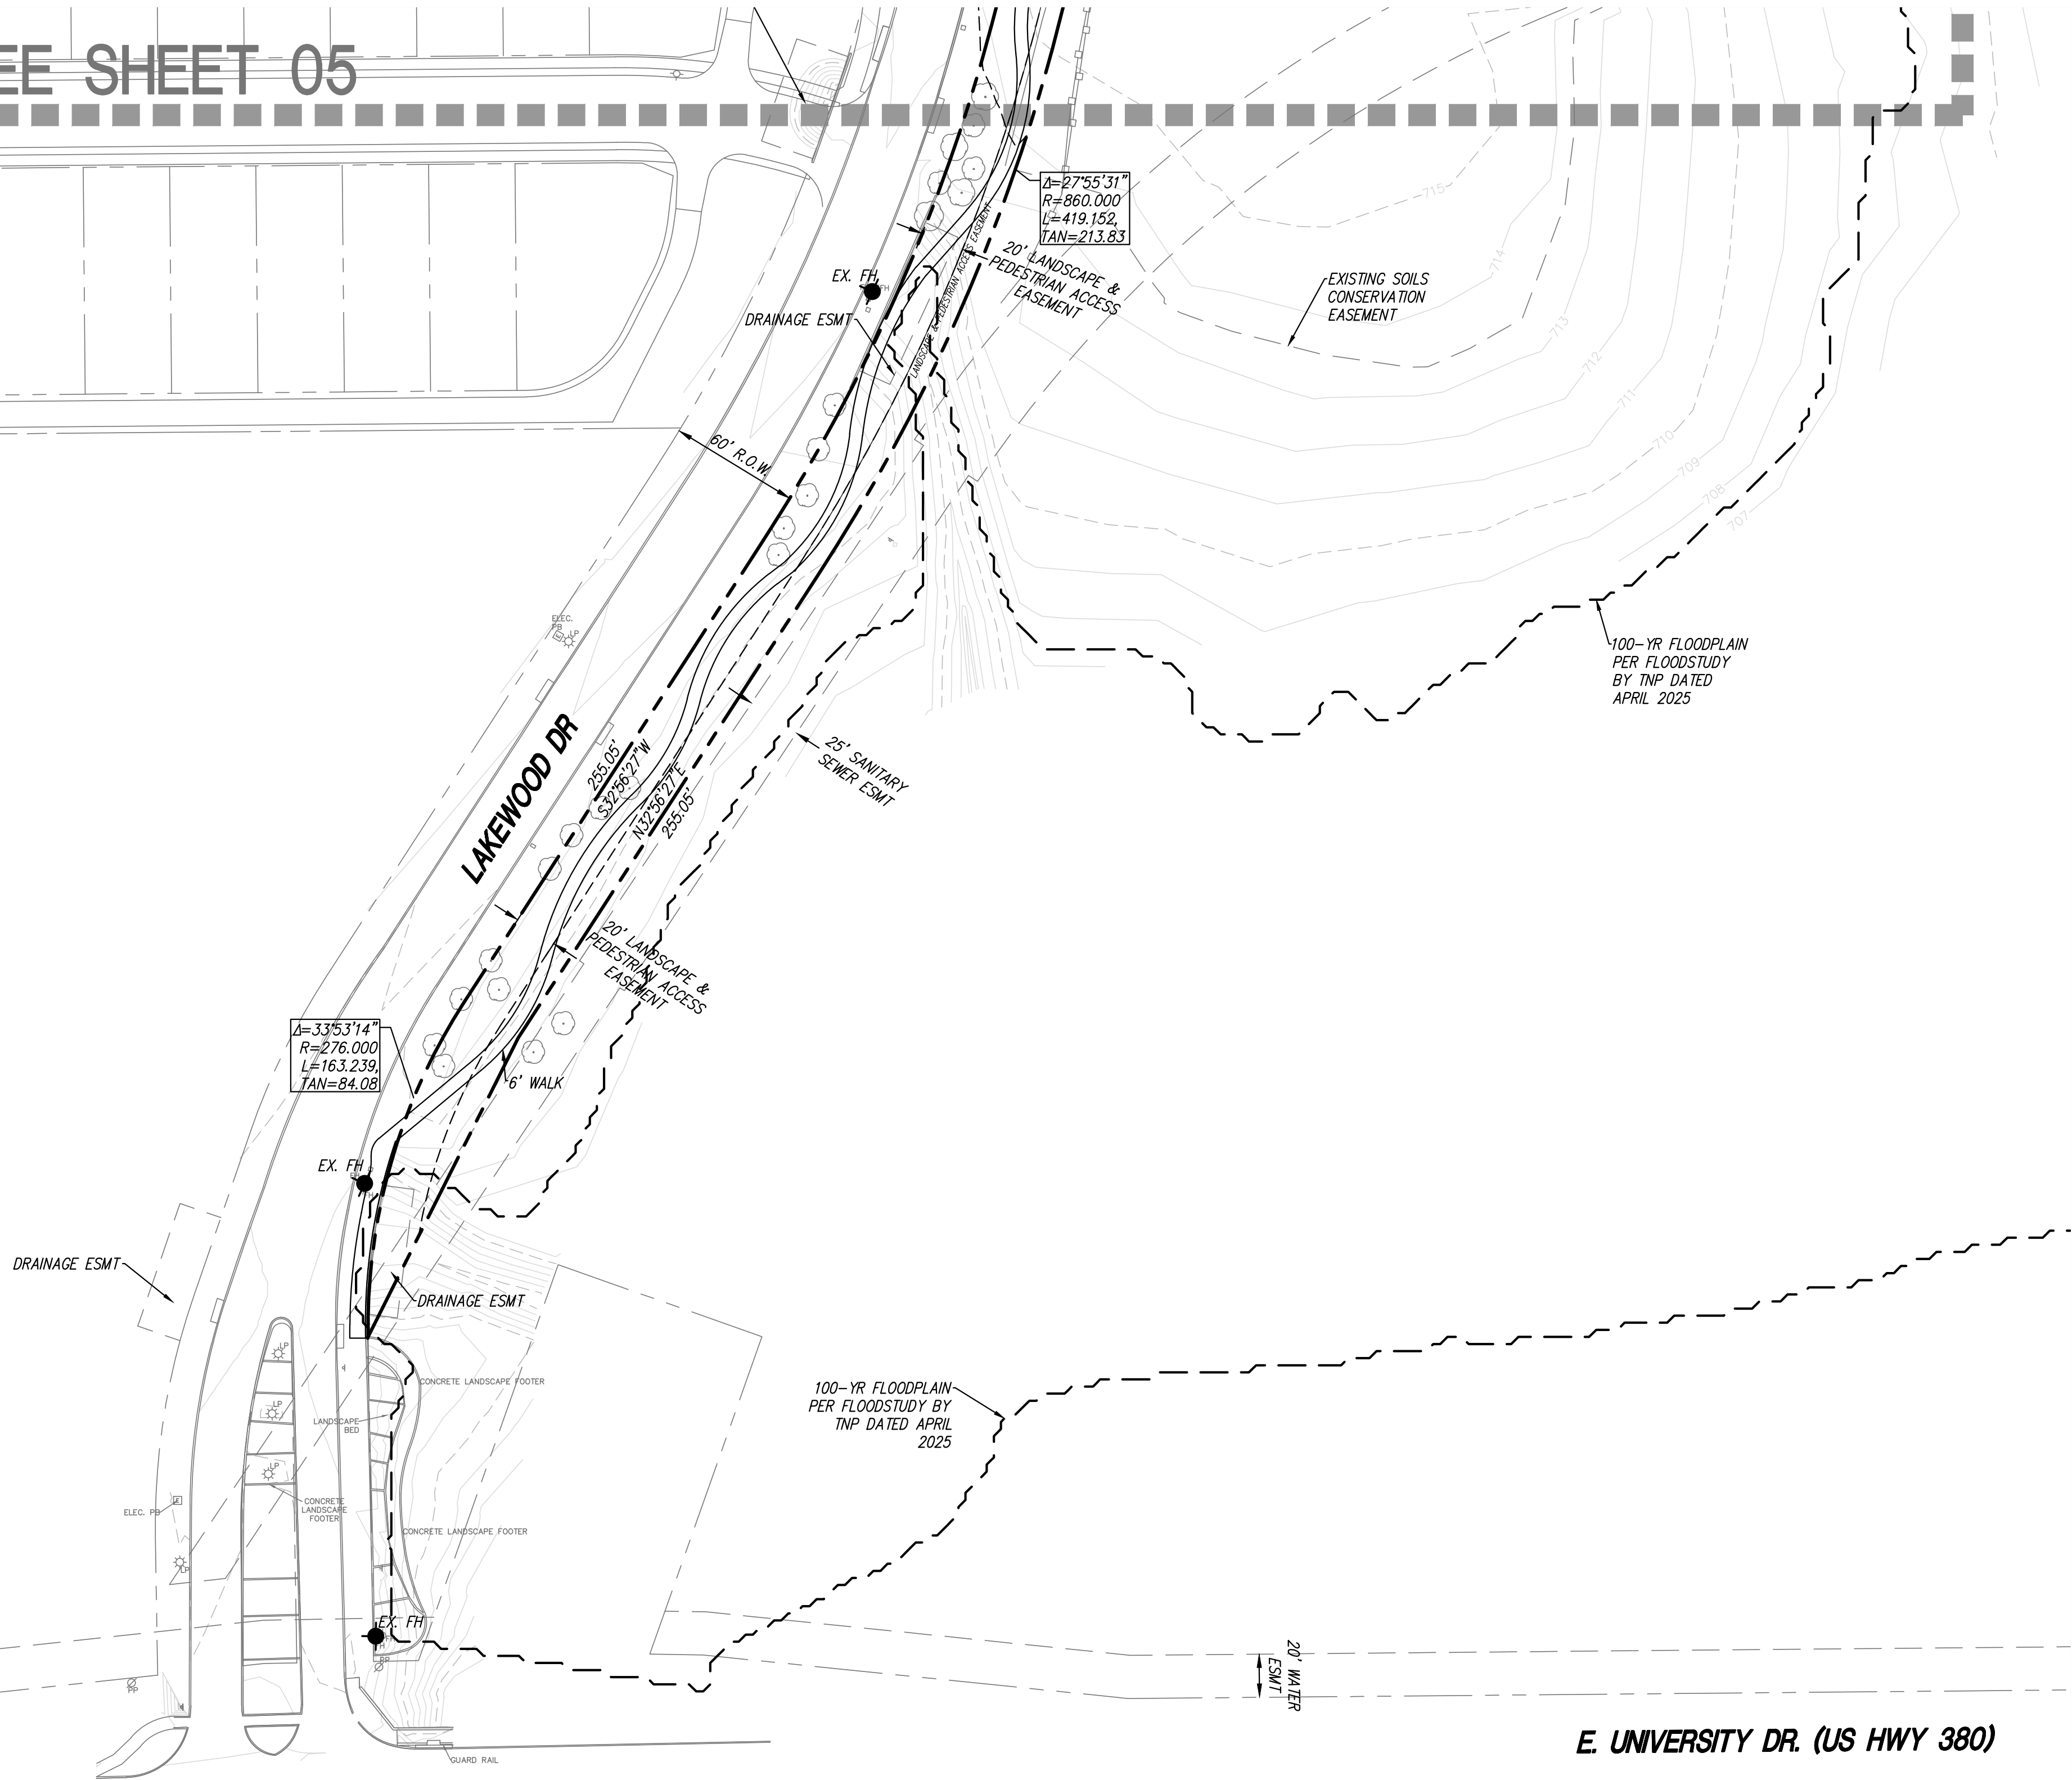 EE SHEET 05
715
Δ=27°55'31"
R=860.000
L=419.152,
TAN=213.83
714
20' LANDSCAPE &
PEDESTRIAN ACCESS
EASEMENT
LANDSCAPE & PEDESTRIAN ACCESS EASEMENT
EX. FH
FH
EXISTING SOILS
CONSERVATION
EASEMENT
DRAINAGE ESMT
713
712
711
60' R.O.W.
710
709
708
707
ELEC.
PB
E
LP
100-YR FLOODPLAIN
PER FLOODSTUDY
BY TNP DATED
APRIL 2025
LAKEWOOD DR
255.05'
S32°56'27"W
N32°56'27"E
255.05'
25' SANITARY
SEWER ESMT
20' LANDSCAPE &
PEDESTRIAN ACCESS
EASEMENT
Δ=33°53'14"
R=276.000
L=163.239,
TAN=84.08
6' WALK
EX. FH
DRAINAGE ESMT
DRAINAGE ESMT
LP
CONCRETE LANDSCAPE FOOTER
LP
LANDSCAPE
BED
100-YR FLOODPLAIN
PER FLOODSTUDY BY
TNP DATED APRIL
2025
LP
E
ELEC. PB
CONCRETE
LANDSCAPE
FOOTER
CONCRETE LANDSCAPE FOOTER
LP
EX. FH
PP
PP
20' WATER
ESMT
E. UNIVERSITY DR. (US HWY 380)
GUARD RAIL